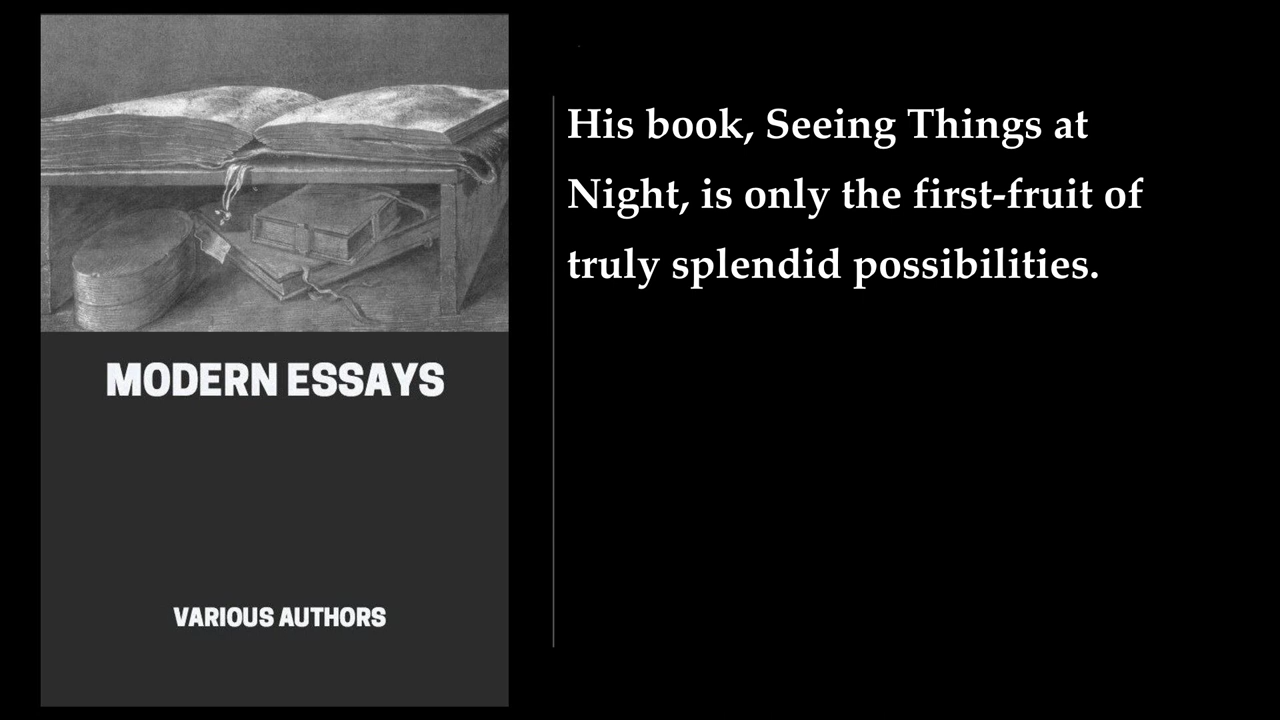 MODERN ESSAYS
VARIOUS AUTHORS
His book, Seeing Things at
Night, is only the first-fruit of
truly splendid possibilities.